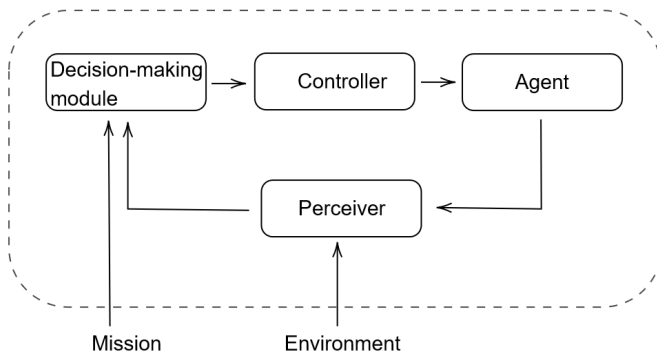 Decision-making
module
Controller
Agent
Perceiver
Mission
Environment